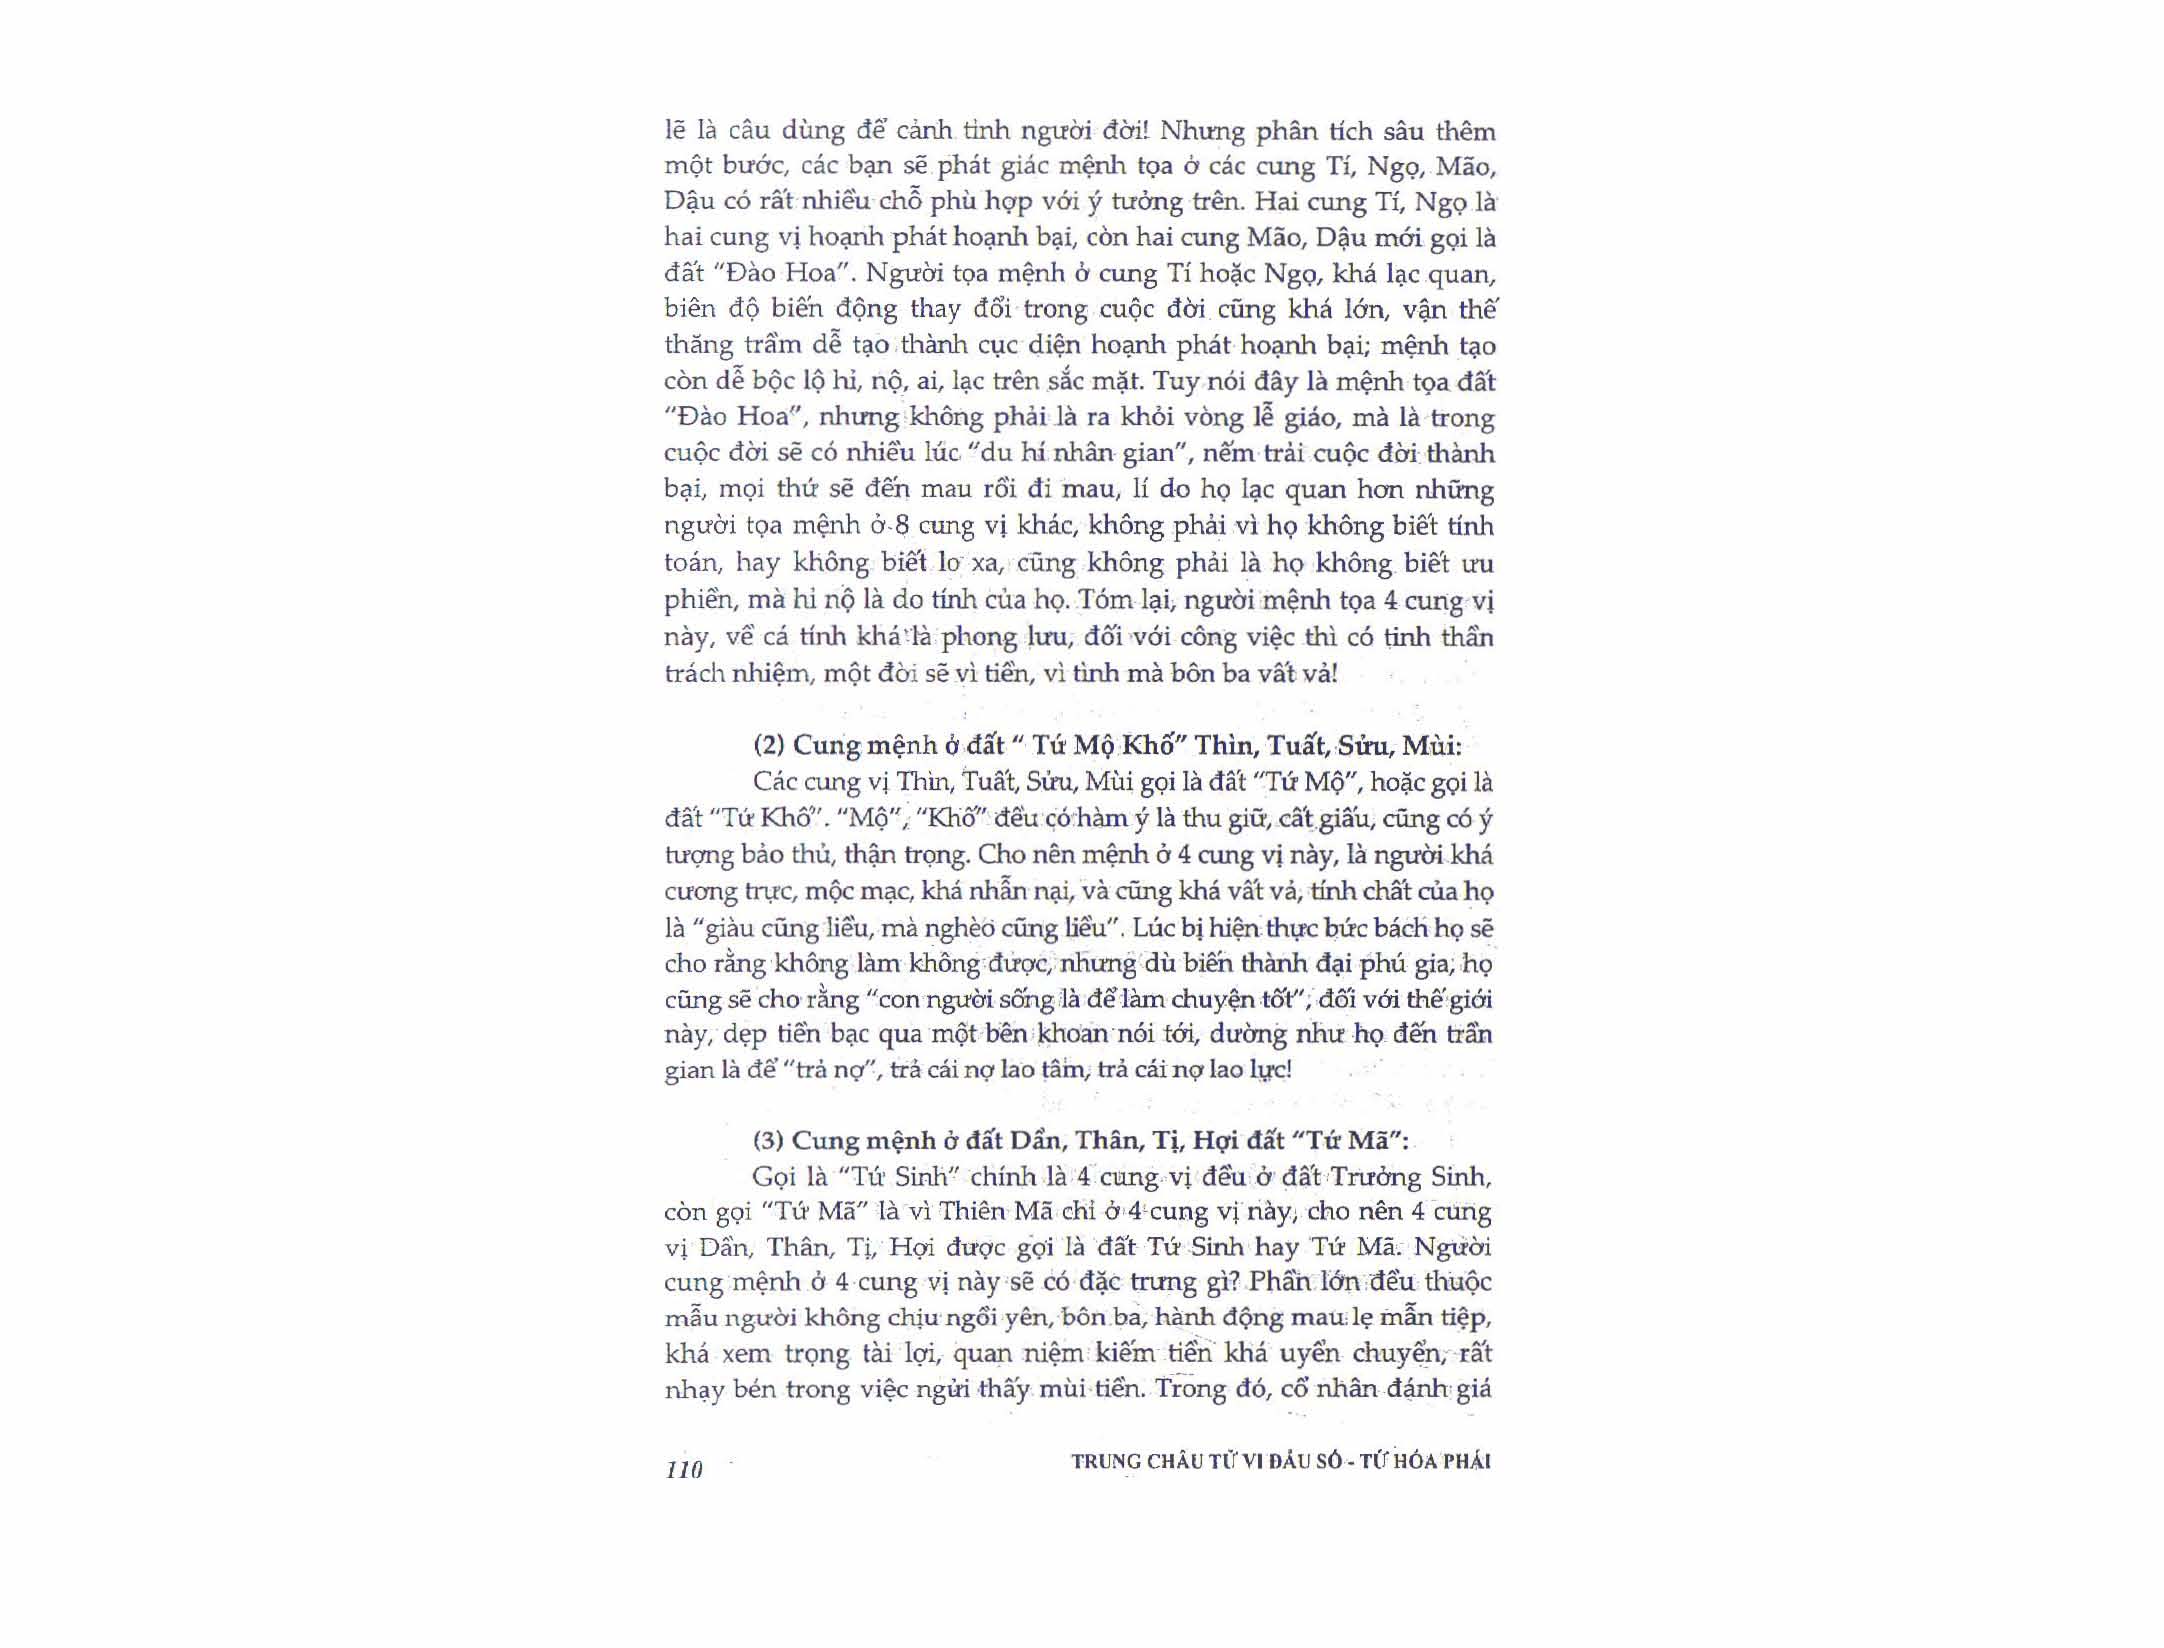 lẽ là câu dùng để cảnh tỉnh người đời! Nhưng phân tích sâu thêm
một bước, các bạn sẽ phát giác mệnh tọa ở các cung Tí, Ngọ, Mão,
Dậu có rất nhiều chỗ phù hợp với ý tưởng trên. Hai cung Tí, Ngọ là
hai cung vị hoạnh phát hoạnh bại, còn hai cung Mão, Dậu mới gọi là
đất "Đào Hoa". Người tọa mệnh ở cung Tí hoặc Ngọ, khá lạc quan,
biên độ biến động thay đổi trong cuộc đời cũng khá lớn, vận thế
thăng trầm dễ tạo thành cục diện hoạnh phát hoạnh bại; mệnh tạo
còn dễ bộc lộ hỉ, nộ, ai, lạc trên sắc mặt. Tuy nói đây là mệnh tọa đất
"Đào Hoa", nhưng không phải là ra khỏi vòng lễ giáo, mà là trong
cuộc đời sẽ có nhiều lúc "du hí nhân gian", nếm trải cuộc đời thành
bại, mọi thứ sẽ đến mau rồi đi mau, lí do họ lạc quan hơn những
người tọa mệnh ở 8 cung vị khác, không phải vì họ không biết tính
toán, hay không biết lo xa, cũng không phải là họ không biết ưu
phiền, mà hỉ nộ là do tính của họ. Tóm lại, người mệnh tọa 4 cung vị
này, về cá tính khá là phong lưu, đối với công việc thì có tinh thần
trách nhiệm, một đời sẽ vì tiền, vì tình mà bôn ba vất vả!
(2) Cung mệnh ở đất " Tứ Mộ Khố" Thìn, Tuất, Sửu, Mùi:
Các cung vị Thìn, Tuất, Sửu, Mùi gọi là đất "Tứ Mộ", hoặc gọi là
đất "Tứ Khố". "Mộ", "Khố" đều có hàm ý là thu giữ, cất giấu, cũng có ý
tượng bảo thủ, thận trọng. Cho nên mệnh ở 4 cung vị này, là người khá
cương trực, mộc mạc, khá nhẫn nại, và cũng khá vất vả, tính chất của họ
là "giàu cũng liều, mà nghèo cũng liều". Lúc bị hiện thực bức bách họ sẽ
cho rằng không làm không được, nhưng dù biến thành đại phú gia, họ
cũng sẽ cho rằng "con người sống là để làm chuyện tốt", đối với thế giới
này, dẹp tiền bạc qua một bên khoan nói tới, dường như họ đến trần
gian là để "trả nợ", trả cái nợ lao tâm, trả cái nợ lao lực!
(3) Cung mệnh ở đất Dần, Thân, Tị, Hợi đất "Tứ Mã":
Gọi là "Tứ Sinh" chính là 4 cung vị đều ở đất Trưởng Sinh,
còn gọi "Tứ Mã" là vì Thiên Mã chỉ ở 4 cung vị này, cho nên 4 cung
vị Dần, Thân, Tị, Hợi được gọi là đất Tứ Sinh hay Tứ Mã. Người
cung mệnh ở 4 cung vị này sẽ có đặc trưng gì? Phần lớn đều thuộc
mẫu người không chịu ngồi yên, bôn ba, hành động mau lẹ mẫn tiệp,
khá xem trọng tài lợi, quan niệm kiếm tiền khá uyển chuyển, rất
nhạy bén trong việc ngửi thấy mùi tiền. Trong đó, cổ nhân đánh giá
110 TRUNG CHÂU TỬ VI ĐẨU SỐ - TỨ HÓA PHÁI